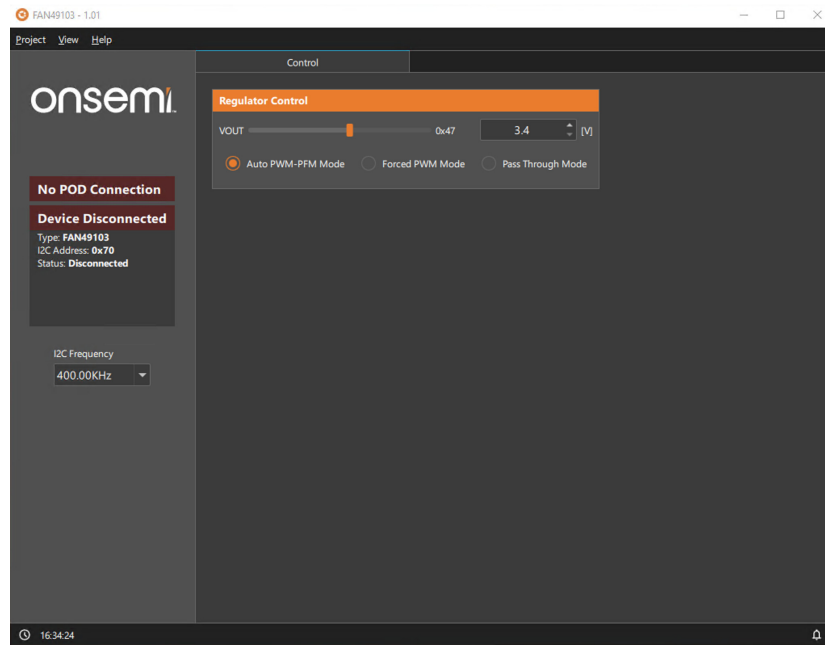 FAN49103 - 1.01
Project View Help
Control
onsemi
Regulator Control
VOUT 0x47 3.4 [V]
Auto PWM-PFM Mode Forced PWM Mode Pass Through Mode
No POD Connection
Device Disconnected
Type: FAN49103
I2C Address: 0x70
Status: Disconnected
I2C Frequency
400.00KHz
16:34:24